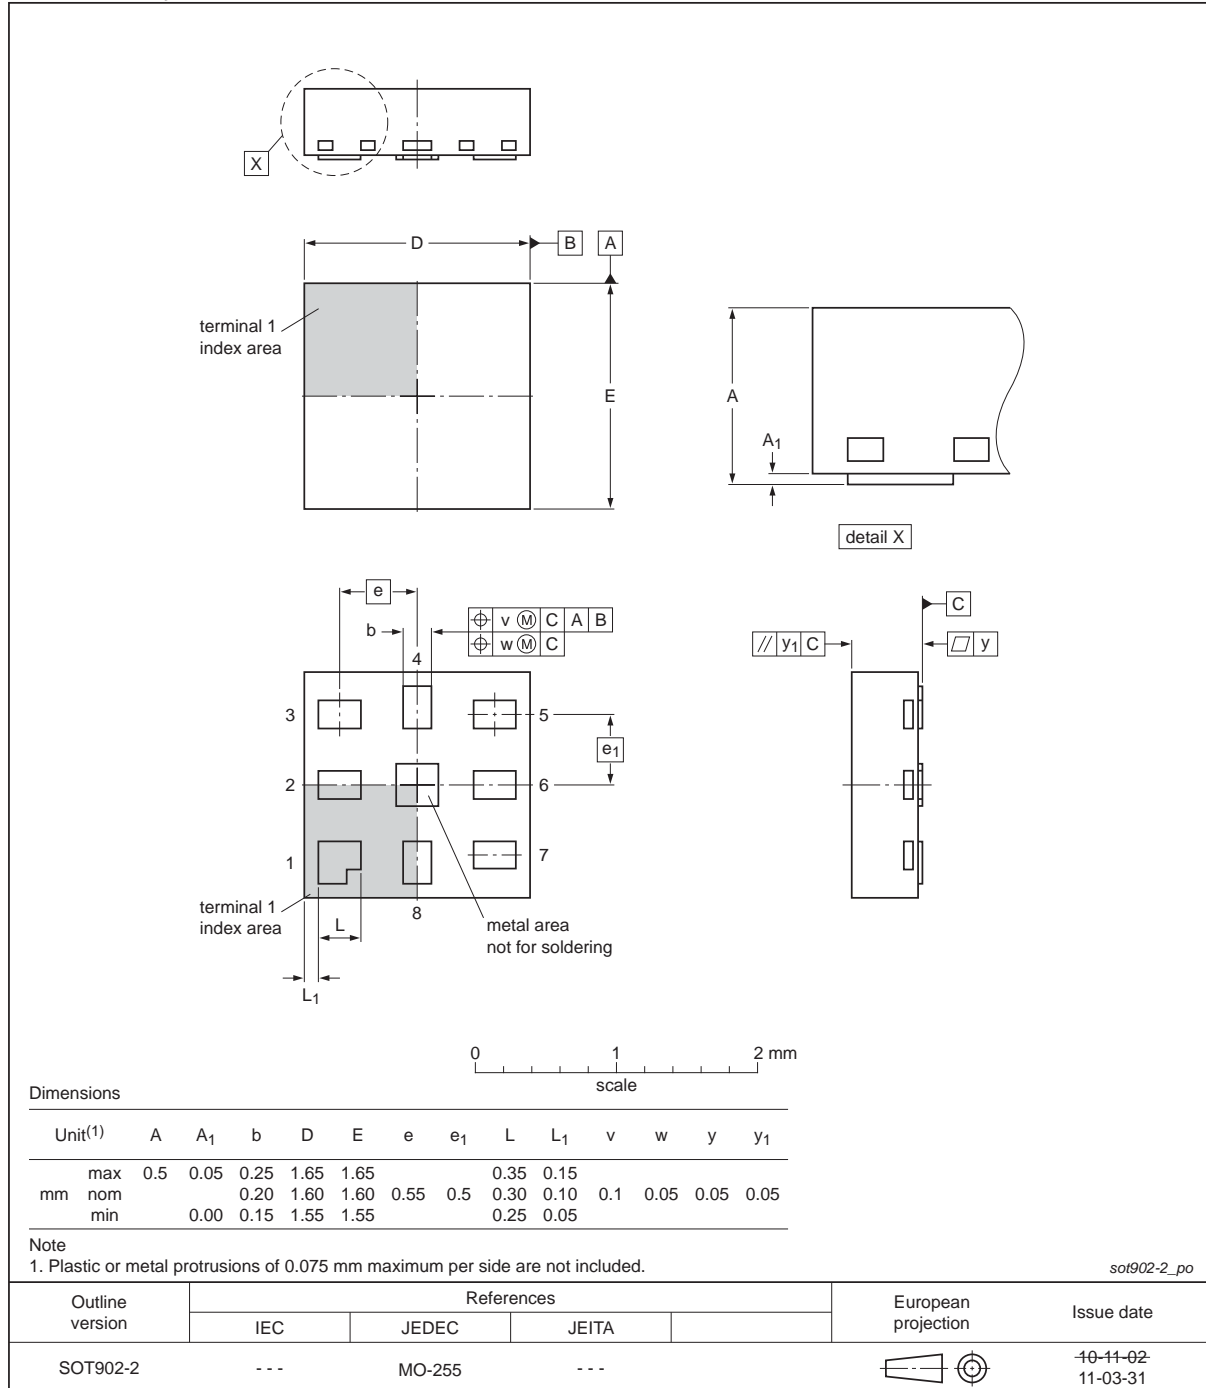 X
D
B
A
terminal 1
index area
E
A
A1
detail X
e
b
v M C A B
w M C
4
C
// y1 C
y
3
5
e1
2
6
1
7
terminal 1
index area
8
L
metal area
not for soldering
L1
0 1 2 mm
scale
Dimensions
Unit(1) A A1 b D E e e1 L L1 v w y y1
max 0.5 0.05 0.25 1.65 1.65 0.35 0.15
mm nom 0.20 1.60 1.60 0.55 0.5 0.30 0.10 0.1 0.05 0.05 0.05
min 0.00 0.15 1.55 1.55 0.25 0.05
Note
1. Plastic or metal protrusions of 0.075 mm maximum per side are not included.
sot902-2_po
Outline
version
References
IEC JEDEC JEITA
European
projection
Issue date
SOT902-2 - - - MO-255 - - -
10-11-02
11-03-31